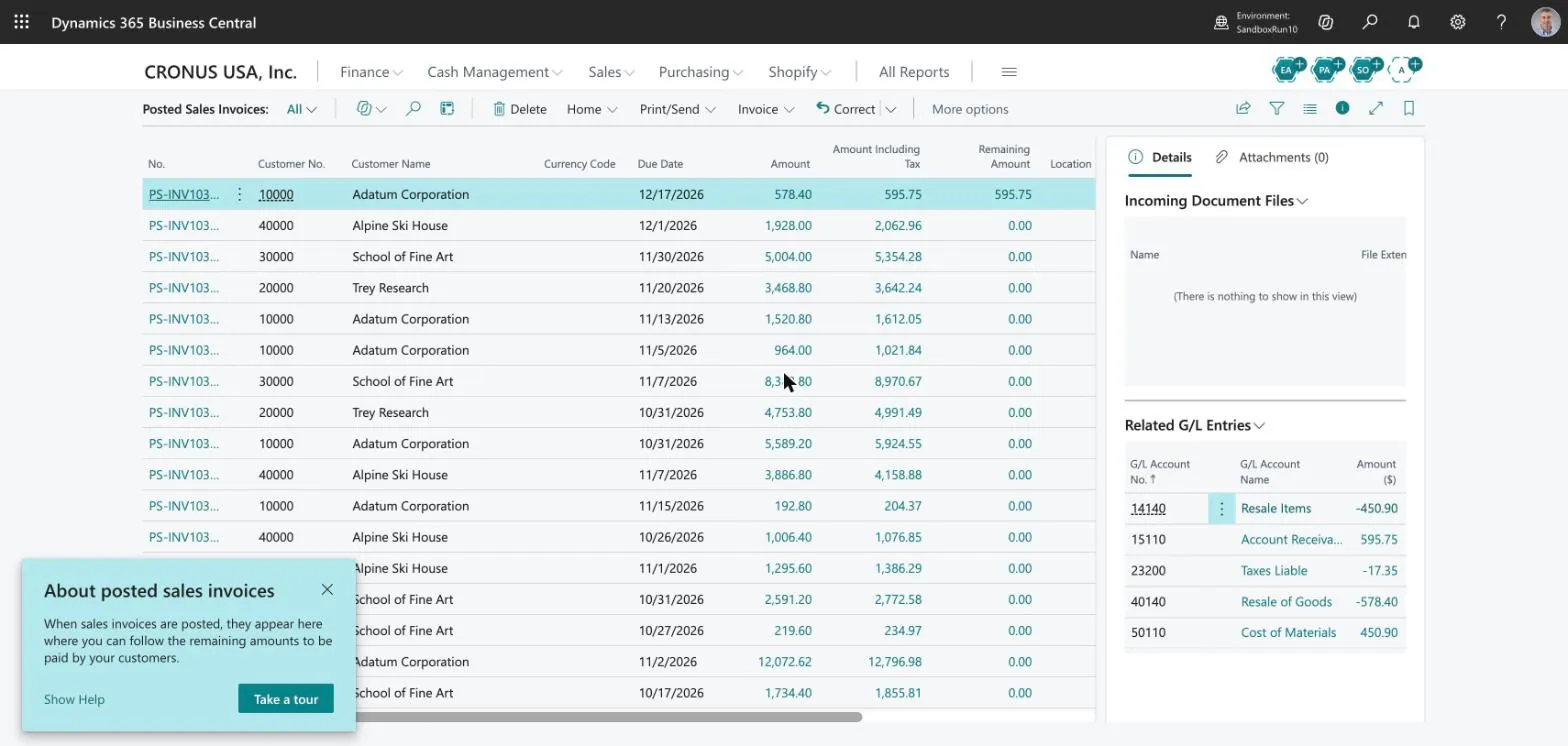 Dynamics 365 Business Central
Environment:
SandboxRun10
CRONUS USA, Inc. Finance Cash Management Sales Purchasing Shopify All Reports
EA PA SO A
Posted Sales Invoices: All Delete Home Print/Send Invoice Correct More options
No. Customer No. Customer Name Currency Code Due Date Amount Amount Including Tax Remaining Amount Location
PS-INV103... 10000 Adatum Corporation 12/17/2026 578.40 595.75 595.75
PS-INV103... 40000 Alpine Ski House 12/1/2026 1,928.00 2,062.96 0.00
PS-INV103... 30000 School of Fine Art 11/30/2026 5,004.00 5,354.28 0.00
PS-INV103... 20000 Trey Research 11/20/2026 3,468.80 3,642.24 0.00
PS-INV103... 10000 Adatum Corporation 11/13/2026 1,520.80 1,612.05 0.00
PS-INV103... 10000 Adatum Corporation 11/5/2026 964.00 1,021.84 0.00
PS-INV103... 30000 School of Fine Art 11/7/2026 8,970.67 0.00
PS-INV103... 20000 Trey Research 10/31/2026 4,753.80 4,991.49 0.00
PS-INV103... 10000 Adatum Corporation 10/31/2026 5,589.20 5,924.55 0.00
PS-INV103... 40000 Alpine Ski House 11/7/2026 3,886.80 4,158.88 0.00
PS-INV103... 10000 Adatum Corporation 11/15/2026 192.80 204.37 0.00
PS-INV103... 40000 Alpine Ski House 10/26/2026 1,006.40 1,076.85 0.00
Alpine Ski House 11/1/2026 1,295.60 1,386.29 0.00
School of Fine Art 10/31/2026 2,591.20 2,772.58 0.00
School of Fine Art 10/27/2026 219.60 234.97 0.00
Adatum Corporation 11/2/2026 12,072.62 12,796.98 0.00
School of Fine Art 10/17/2026 1,734.40 1,855.81 0.00
About posted sales invoices
When sales invoices are posted, they appear here
where you can follow the remaining amounts to be
paid by your customers.
Show Help Take a tour
Details Attachments (0)
Incoming Document Files
Name File Exten
(There is nothing to show in this view)
Related G/L Entries
G/L Account No. ↑ G/L Account Name Amount ($)
14140 Resale Items -450.90
15110 Account Receiva... 595.75
23200 Taxes Liable -17.35
40140 Resale of Goods -578.40
50110 Cost of Materials 450.90